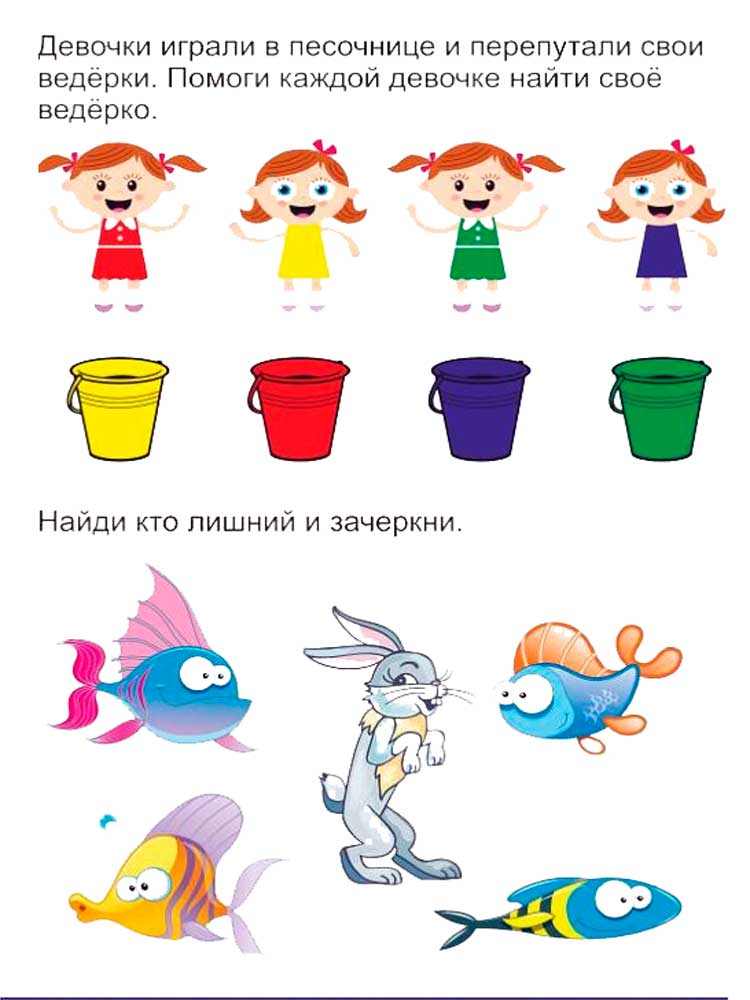 Девочки играли в песочнице и перепутали свои
ведёрки. Помоги каждой девочке найти своё
ведёрко.
Найди кто лишний и зачеркни.